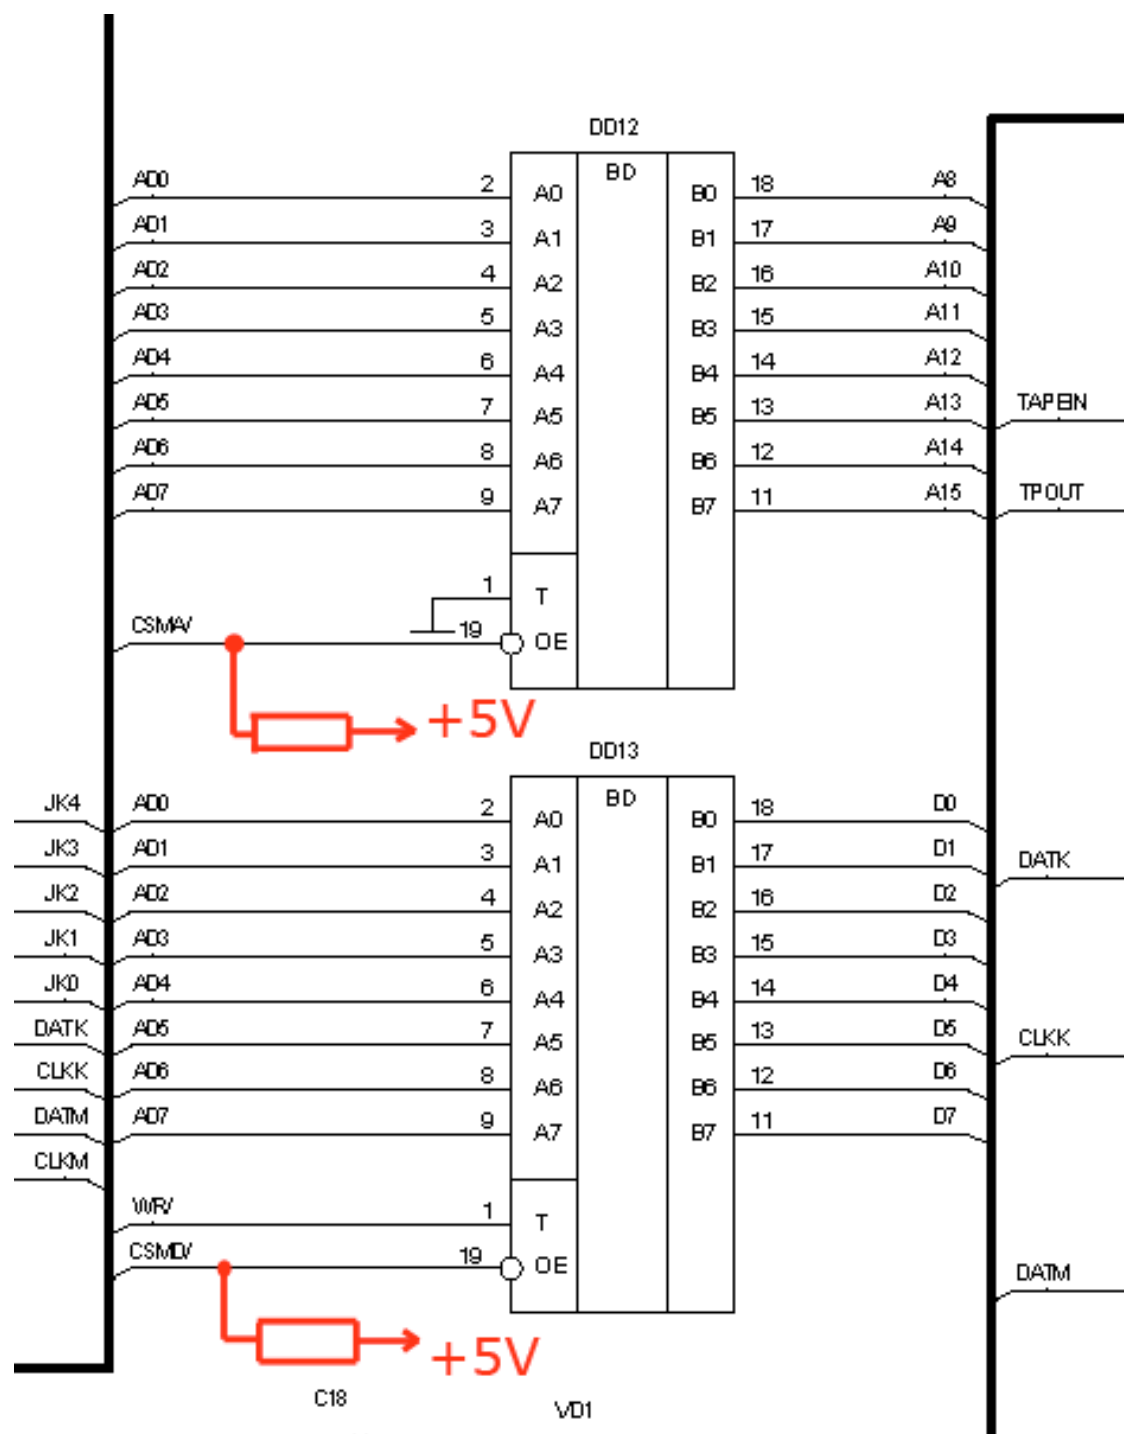 DD12
BD
AD0 2 A0 B0 18 A8
AD1 3 A1 B1 17 A9
AD2 4 A2 B2 16 A10
AD3 5 A3 B3 15 A11
AD4 6 A4 B4 14 A12
AD5 7 A5 B5 13 A13 TAPEIN
AD6 8 A6 B6 12 A14
AD7 9 A7 B7 11 A15 TPOUT
1 T
CSMA/ 19 OE
+5V
DD13
BD
JK4 AD0 2 A0 B0 18 D0
JK3 AD1 3 A1 B1 17 D1 DATK
JK2 AD2 4 A2 B2 16 D2
JK1 AD3 5 A3 B3 15 D3
JK0 AD4 6 A4 B4 14 D4
DATK AD5 7 A5 B5 13 D5 CLKK
CLKK AD6 8 A6 B6 12 D6
DATM AD7 9 A7 B7 11 D7
CLKM
WR/ 1 T
CSMD/ 19 OE
DATM
+5V
C18
VD1